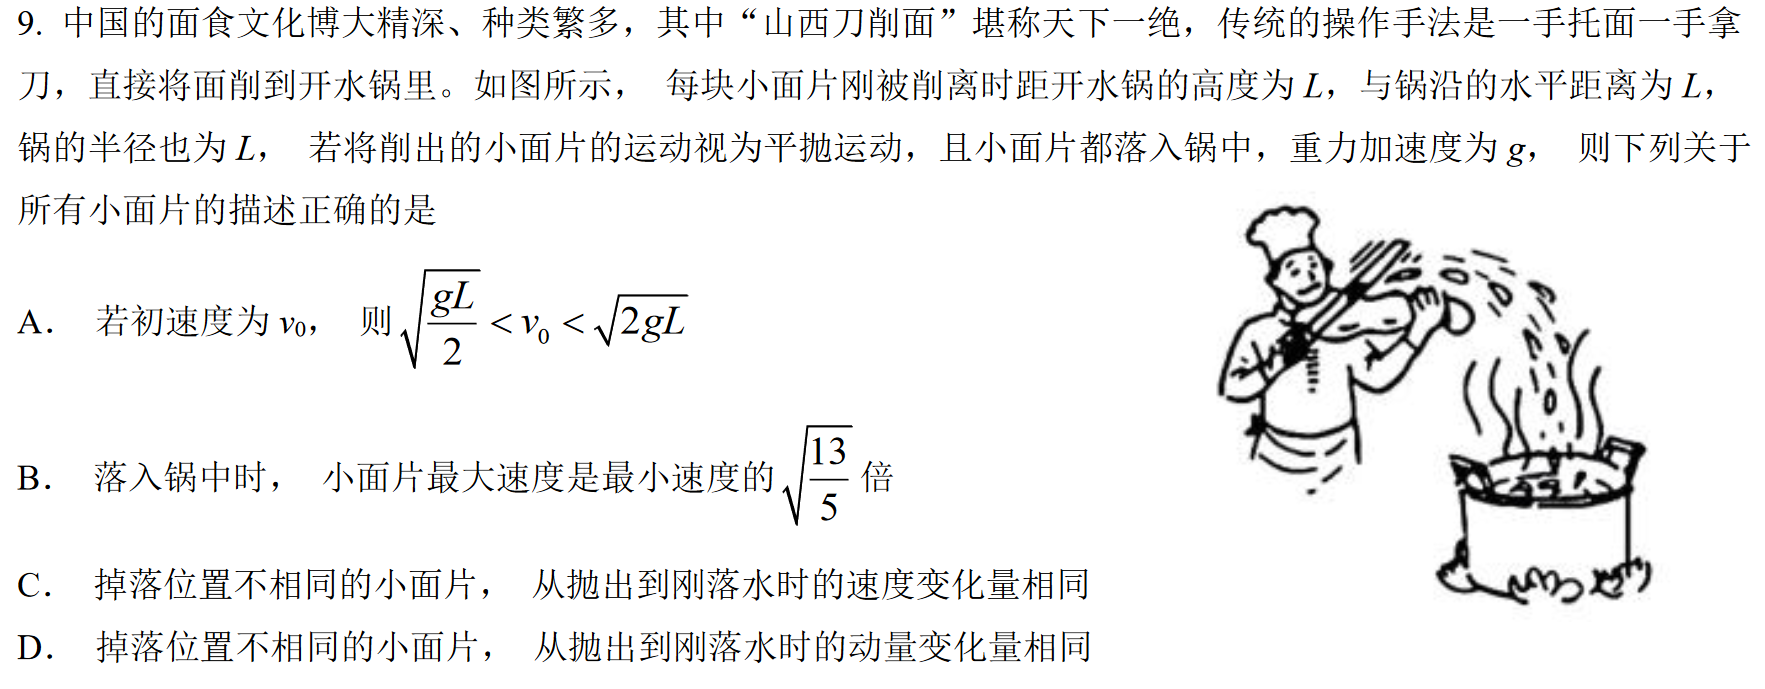 9. 中国的面食文化博大精深、种类繁多，其中“山西刀削面”堪称天下一绝，传统的操作手法是一手托面一手拿
刀，直接将面削到开水锅里。如图所示， 每块小面片刚被削离时距开水锅的高度为 L，与锅沿的水平距离为 L，
锅的半径也为 L， 若将削出的小面片的运动视为平抛运动，且小面片都落入锅中，重力加速度为 g， 则下列关于
所有小面片的描述正确的是
A． 若初速度为 v₀， 则 √(gL/2) < v₀ < √(2gL)
B． 落入锅中时， 小面片最大速度是最小速度的 √(13/5) 倍
C． 掉落位置不相同的小面片， 从抛出到刚落水时的速度变化量相同
D． 掉落位置不相同的小面片， 从抛出到刚落水时的动量变化量相同